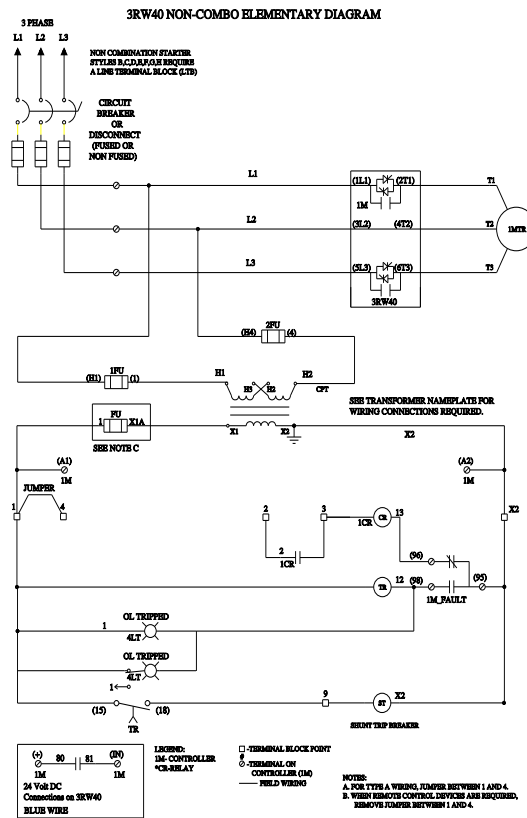 3RW40 NON-COMBO ELEMENTARY DIAGRAM
3 PHASE
L1 L2 L3
NON COMBINATION STARTER
STYLES B,C,D,E,F,G,H REQUIRE
A LINE TERMINAL BLOCK (LTB)
CIRCUIT
BREAKER
OR
DISCONNECT
(FUSED OR
NON FUSED)
L1 (1L1) (2T1) T1
1M
L2 (3L2) (4T2) T2 1MTR
L3 (5L3) (6T3) T3
3RW40
2FU
(H4) (4)
1FU
(H1) (1) H1 H3 H2 H2
CPT
SEE TRANSFORMER NAMEPLATE FOR
WIRING CONNECTIONS REQUIRED.
FU
1 X1A X1 X2 X2
SEE NOTE C
(A1) (A2)
1M 1M
JUMPER
1 4 2 3 1CR CR 13 X2
2
1CR
(96)
TR 12 (98) (95)
1M_FAULT
OL TRIPPED
1 4LT
OL TRIPPED
4LT
1
(15) (18) 9 ST X2
TR
SHUNT TRIP BREAKER
(+) 80 81 (IN)
1M 1M
24 Volt DC
Connections on 3RW40
BLUE WIRE
LEGEND:
1M- CONTROLLER
*CR-RELAY
-TERMINAL BLOCK POINT
#
-TERMINAL ON
CONTROLLER (1M)
FIELD WIRING
NOTES:
A. FOR TYPE A WIRING, JUMPER BETWEEN 1 AND 4.
B. WHEN REMOTE CONTROL DEVICES ARE REQUIRED,
REMOVE JUMPER BETWEEN 1 AND 4.